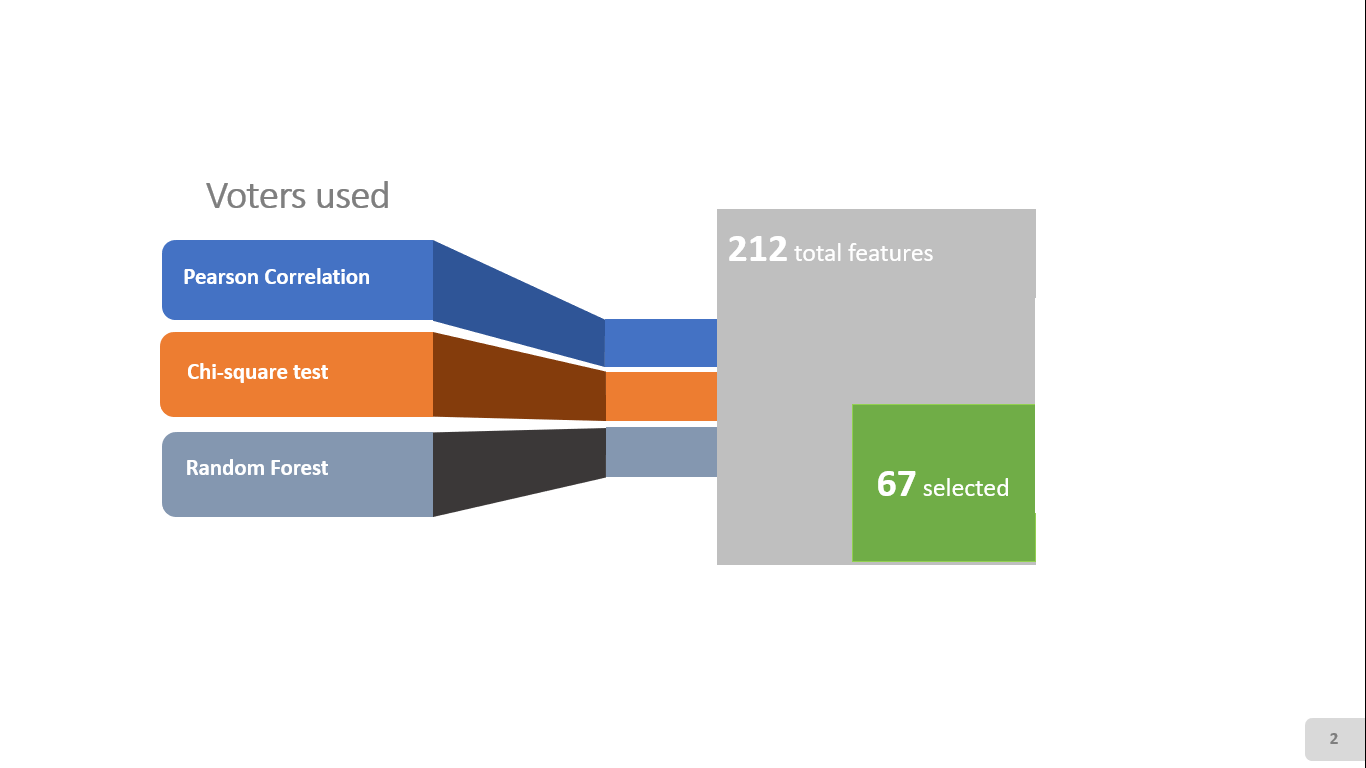 Voters used
Pearson Correlation
Chi-square test
Random Forest
212 total features
67 selected
2